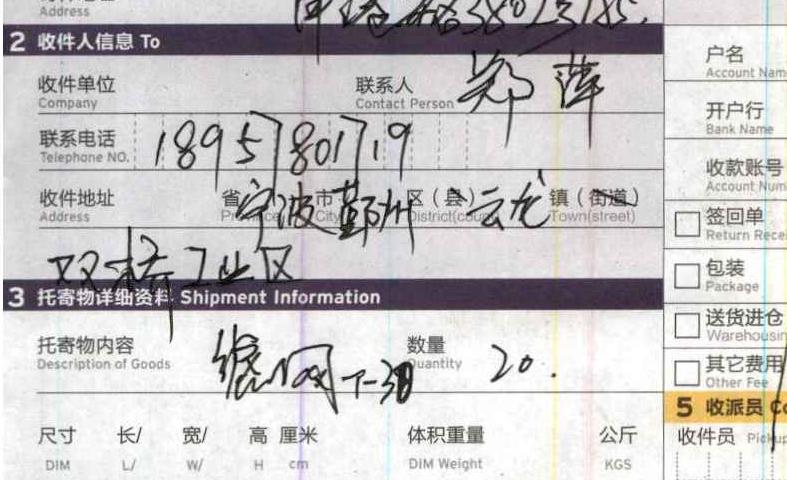 Address
2 收件人信息 To
收件单位 联系人 郑萍
Company Contact Person
联系电话 18957801719
Telephone NO.
收件地址 省 宁波 市 鄞州 区（县） 云龙 镇（街道）
Address Province City District(county) Town(street)
双桥工业区
3 托寄物详细资料 Shipment Information
托寄物内容 数量 20.
Description of Goods Quantity
尺寸 长/ 宽/ 高 厘米 体积重量 公斤
DIM L/ W/ H cm DIM Weight KGS
户名
Account Nam
开户行
Bank Name
收款账号
Account Num
签回单
Return Rece
包装
Package
送货进仓
Warehousin
其它费用
Other Fee
5 收派员 Co
收件员 Pickup